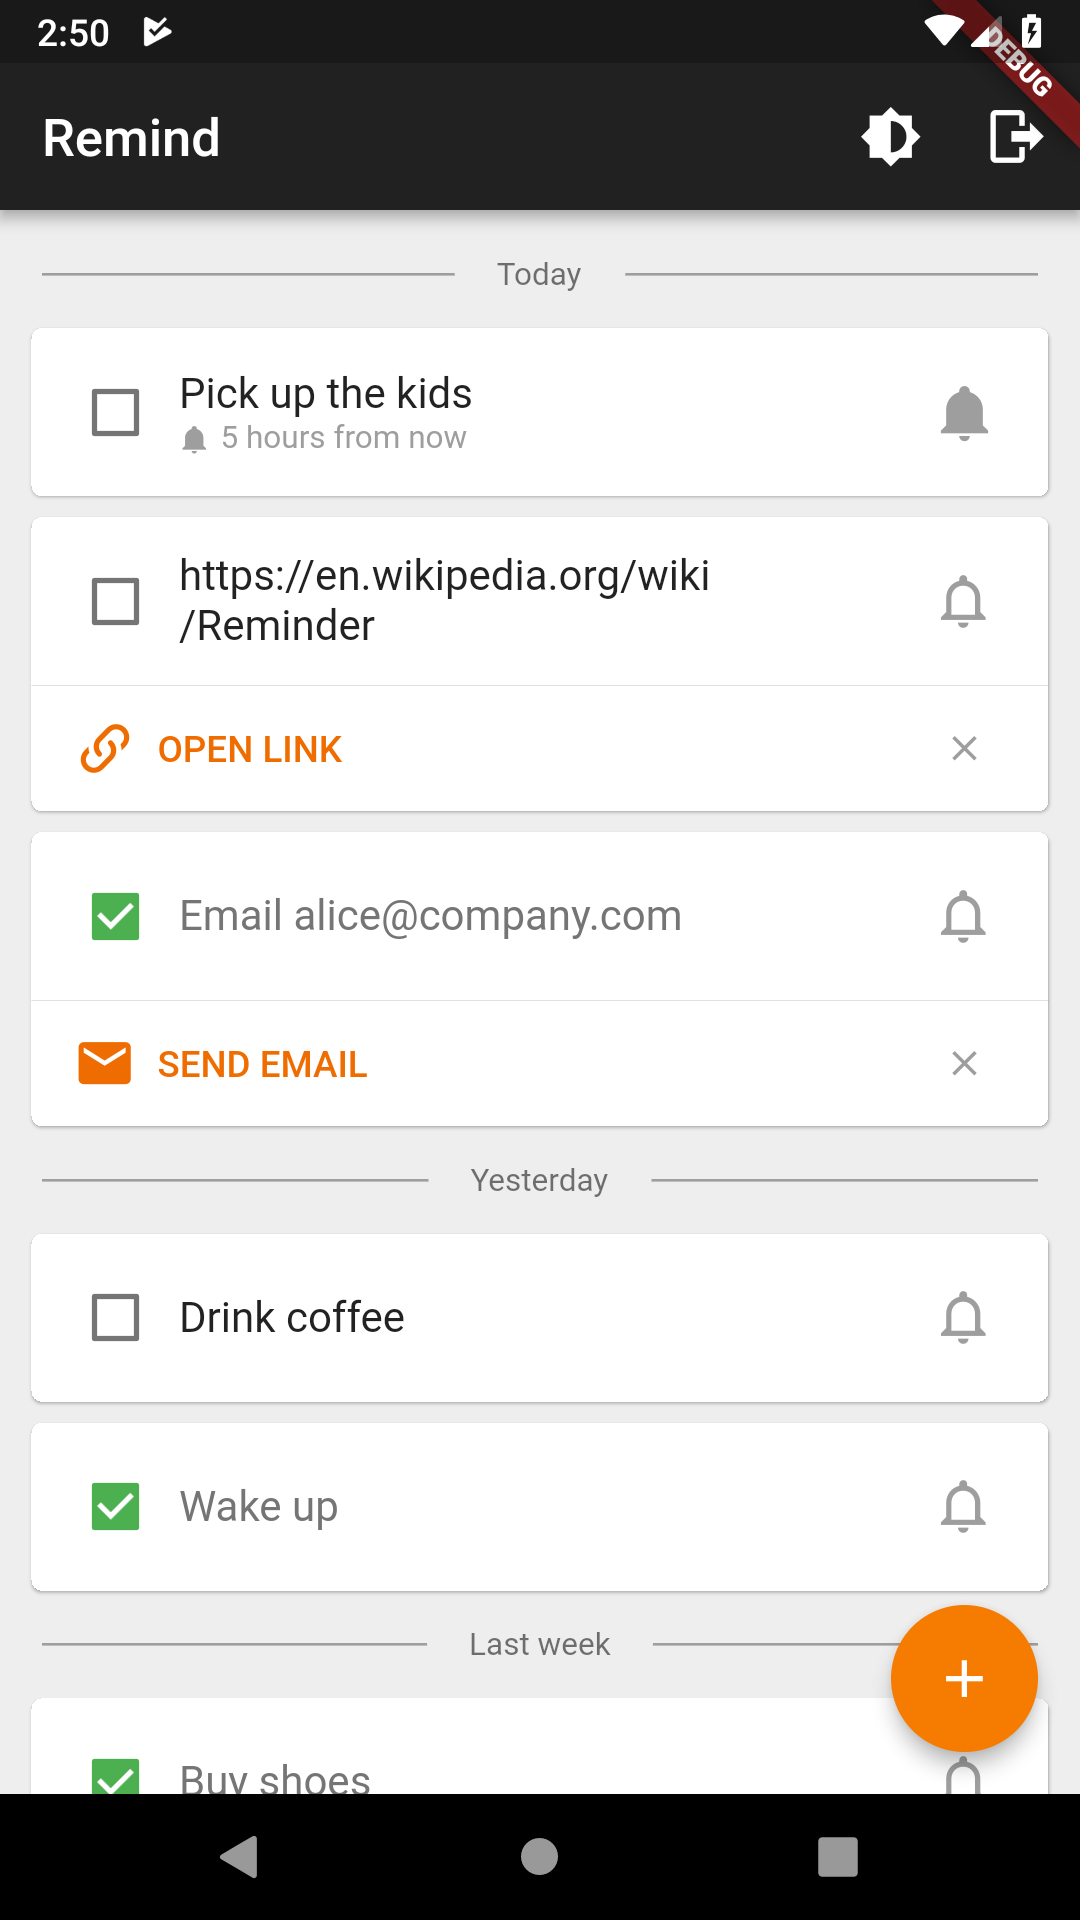 2:50
DEBUG
Remind
Today
Pick up the kids
5 hours from now
https://en.wikipedia.org/wiki
/Reminder
OPEN LINK
Email alice@company.com
SEND EMAIL
Yesterday
Drink coffee
Wake up
Last week
Buy shoes